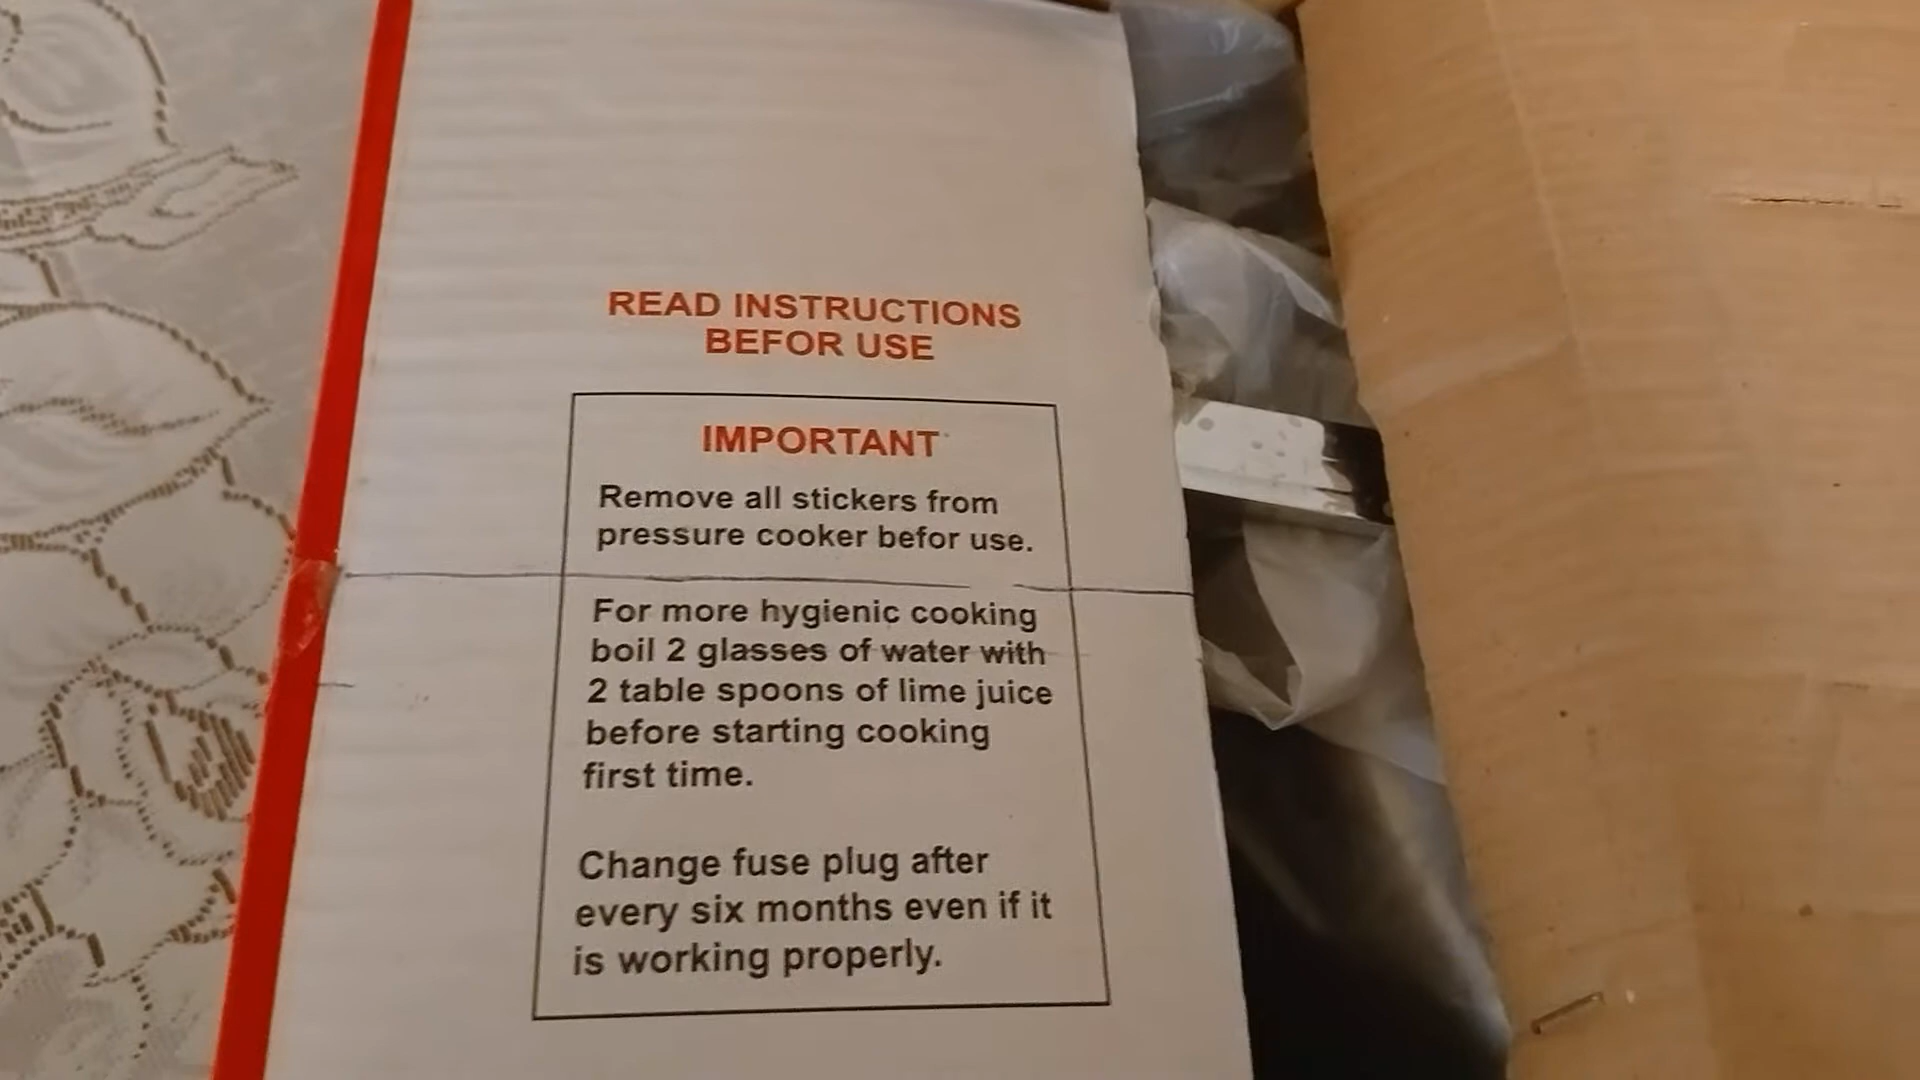 READ INSTRUCTIONS
BEFOR USE
IMPORTANT
Remove all stickers from
pressure cooker befor use.
For more hygienic cooking
boil 2 glasses of water with
2 table spoons of lime juice
before starting cooking
first time.
Change fuse plug after
every six months even if it
is working properly.